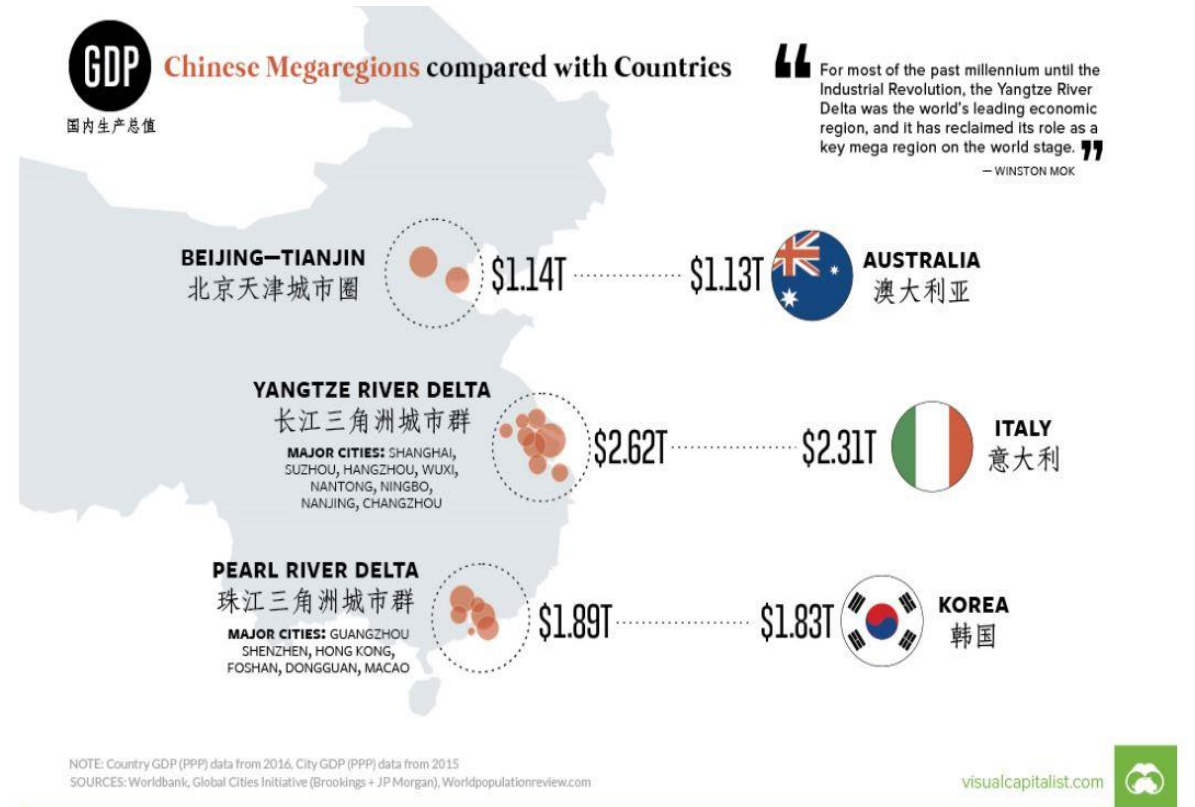 GDP
国内生产总值
Chinese Megaregions compared with Countries
“ For most of the past millennium until the
Industrial Revolution, the Yangtze River
Delta was the world's leading economic
region, and it has reclaimed its role as a
key mega region on the world stage. ”
— WINSTON MOK
BEIJING—TIANJIN
北京天津城市圈
$1.14T
$1.13T
AUSTRALIA
澳大利亚
YANGTZE RIVER DELTA
长江三角洲城市群
MAJOR CITIES: SHANGHAI,
SUZHOU, HANGZHOU, WUXI,
NANTONG, NINGBO,
NANJING, CHANGZHOU
$2.62T
$2.31T
ITALY
意大利
PEARL RIVER DELTA
珠江三角洲城市群
MAJOR CITIES: GUANGZHOU
SHENZHEN, HONG KONG,
FOSHAN, DONGGUAN, MACAO
$1.89T
$1.83T
KOREA
韩国
NOTE: Country GDP (PPP) data from 2016, City GDP (PPP) data from 2015
SOURCES: Worldbank, Global Cities Initiative (Brookings + JP Morgan), Worldpopulationreview.com
visualcapitalist.com